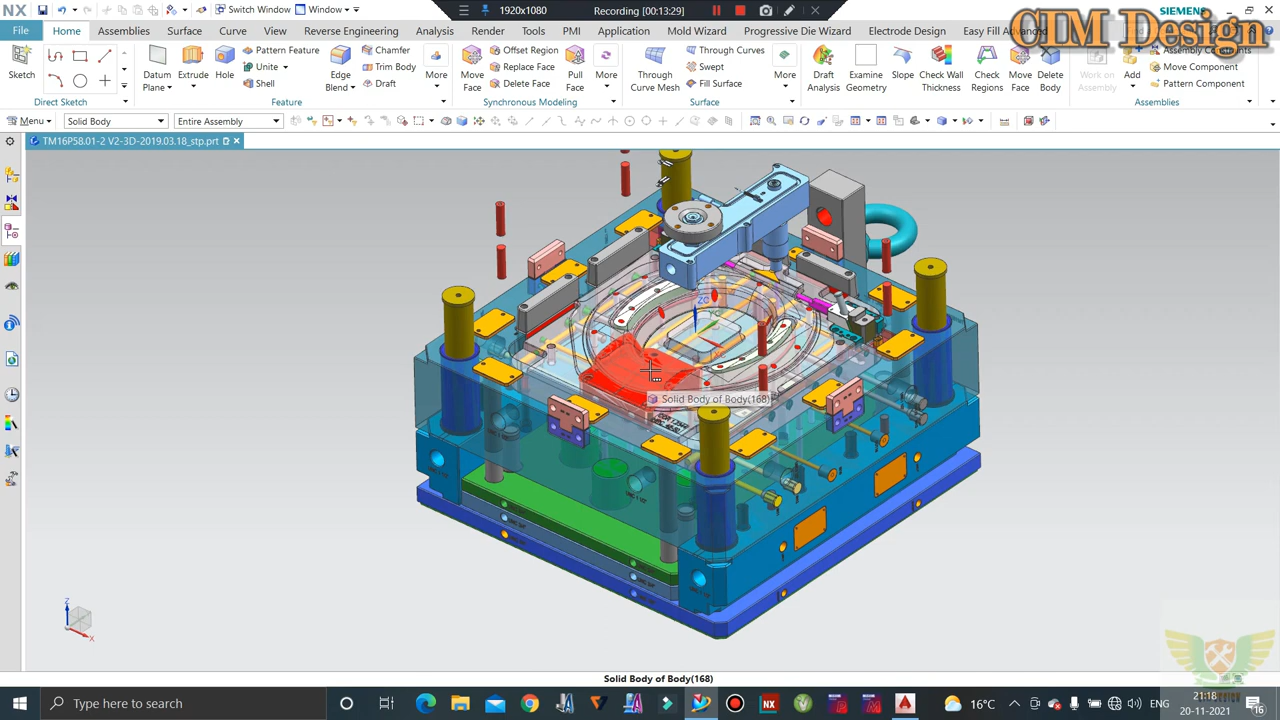 NX
Switch Window
Window
1920x1080
Recording [00:13:29]
SIEMENS
CIM Design
File
Home
Assemblies
Surface
Curve
View
Reverse Engineering
Analysis
Render
Tools
PMI
Application
Mold Wizard
Progressive Die Wizard
Electrode Design
Easy Fill Advanced
Sketch
Direct Sketch
Datum Plane
Extrude
Hole
Pattern Feature
Unite
Shell
Edge Blend
Chamfer
Trim Body
Draft
More
Feature
Move Face
Offset Region
Replace Face
Delete Face
Pull Face
More
Synchronous Modeling
Through Curve Mesh
Through Curves
Swept
Fill Surface
More
Surface
Draft Analysis
Examine Geometry
Slope
Check Wall Thickness
Check Regions
Move Face
Delete Body
Work on Assembly
Add
Assembly Constraints
Move Component
Pattern Component
Assemblies
Menu
Solid Body
Entire Assembly
TM16P58.01-2 V2-3D-2019.03.18_stp.prt
ZC
Solid Body of Body(168)
Z
X
Solid Body of Body(168)
Type here to search
16°C
ENG
21:18
20-11-2021
16